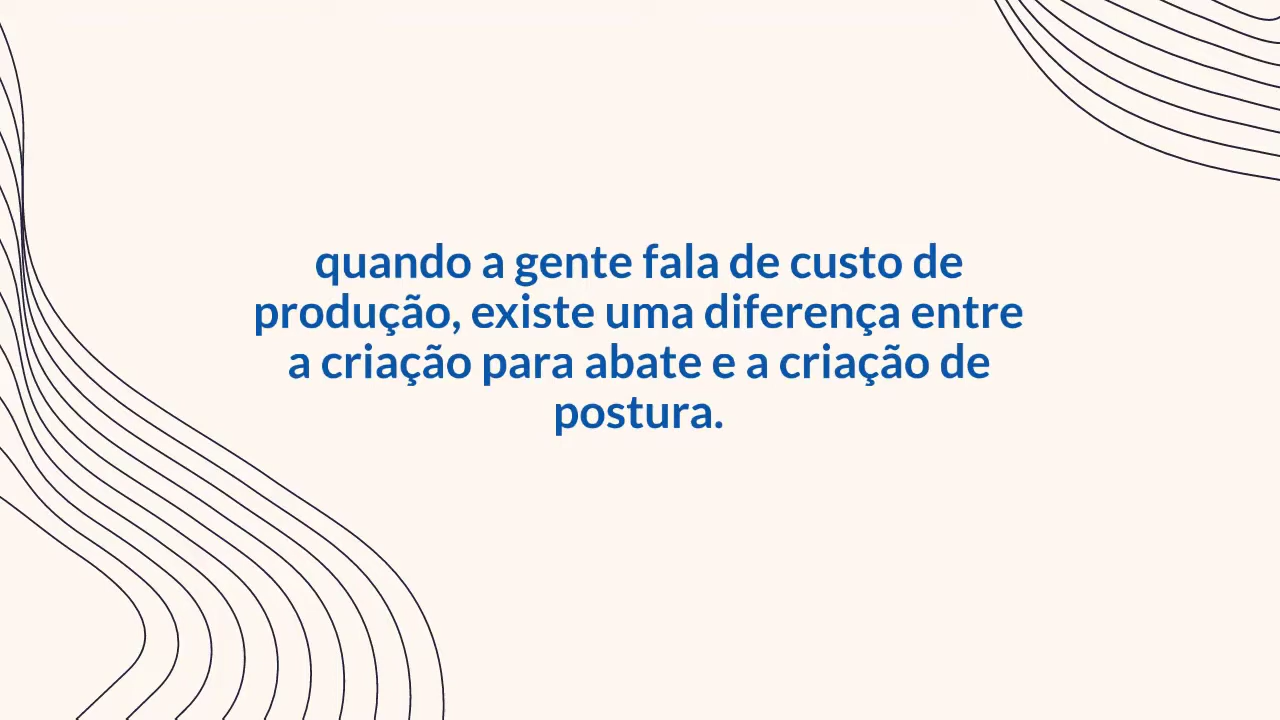 quando a gente fala de custo de
produção, existe uma diferença entre
a criação para abate e a criação de
postura.